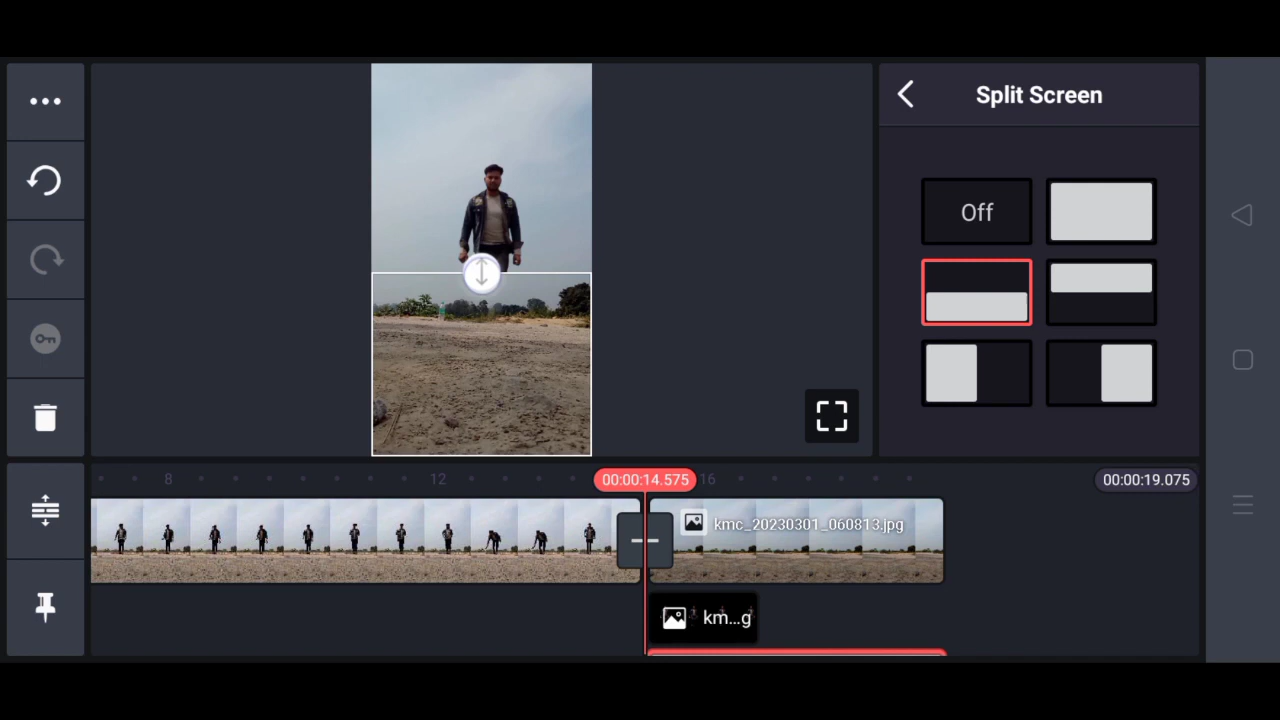 Split Screen
Off
8
12
00:00:14.575
16
00:00:19.075
kmc_20230301_060813.jpg
km...g